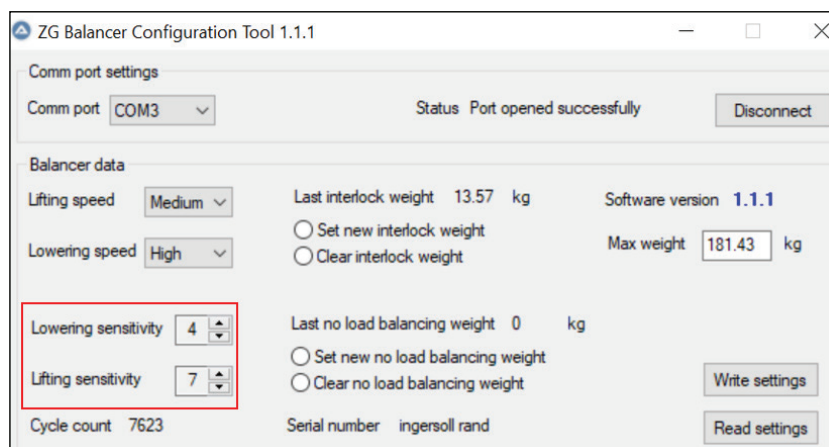 ZG Balancer Configuration Tool 1.1.1
Comm port settings
Comm port COM3 Status Port opened successfully Disconnect
Balancer data
Lifting speed Medium Last interlock weight 13.57 kg Software version 1.1.1
Set new interlock weight
Lowering speed High Clear interlock weight Max weight 181.43 kg
Lowering sensitivity 4 Last no load balancing weight 0 kg
Set new no load balancing weight
Lifting sensitivity 7 Clear no load balancing weight Write settings
Cycle count 7623 Serial number ingersoll rand Read settings